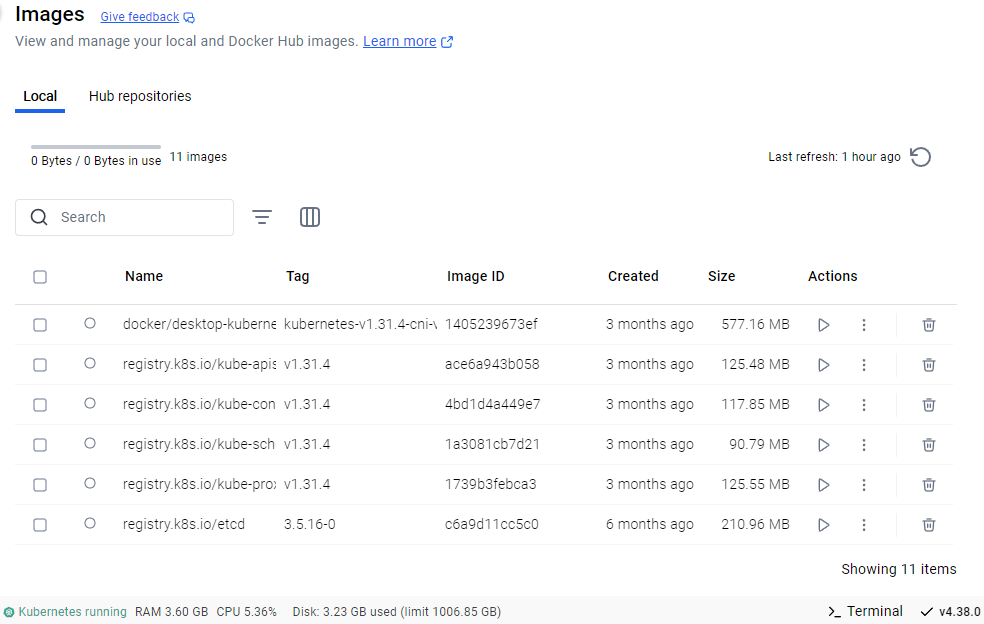 Images Give feedback
View and manage your local and Docker Hub images. Learn more
Local Hub repositories
0 Bytes / 0 Bytes in use 11 images Last refresh: 1 hour ago
Search
Name Tag Image ID Created Size Actions
docker/desktop-kuberne kubernetes-v1.31.4-cni-v 1405239673ef 3 months ago 577.16 MB
registry.k8s.io/kube-apis v1.31.4 ace6a943b058 3 months ago 125.48 MB
registry.k8s.io/kube-con v1.31.4 4bd1d4a449e7 3 months ago 117.85 MB
registry.k8s.io/kube-sch v1.31.4 1a3081cb7d21 3 months ago 90.79 MB
registry.k8s.io/kube-prox v1.31.4 1739b3febca3 3 months ago 125.55 MB
registry.k8s.io/etcd 3.5.16-0 c6a9d11cc5c0 6 months ago 210.96 MB
Showing 11 items
Kubernetes running RAM 3.60 GB CPU 5.36% Disk: 3.23 GB used (limit 1006.85 GB) >_ Terminal ✓ v4.38.0